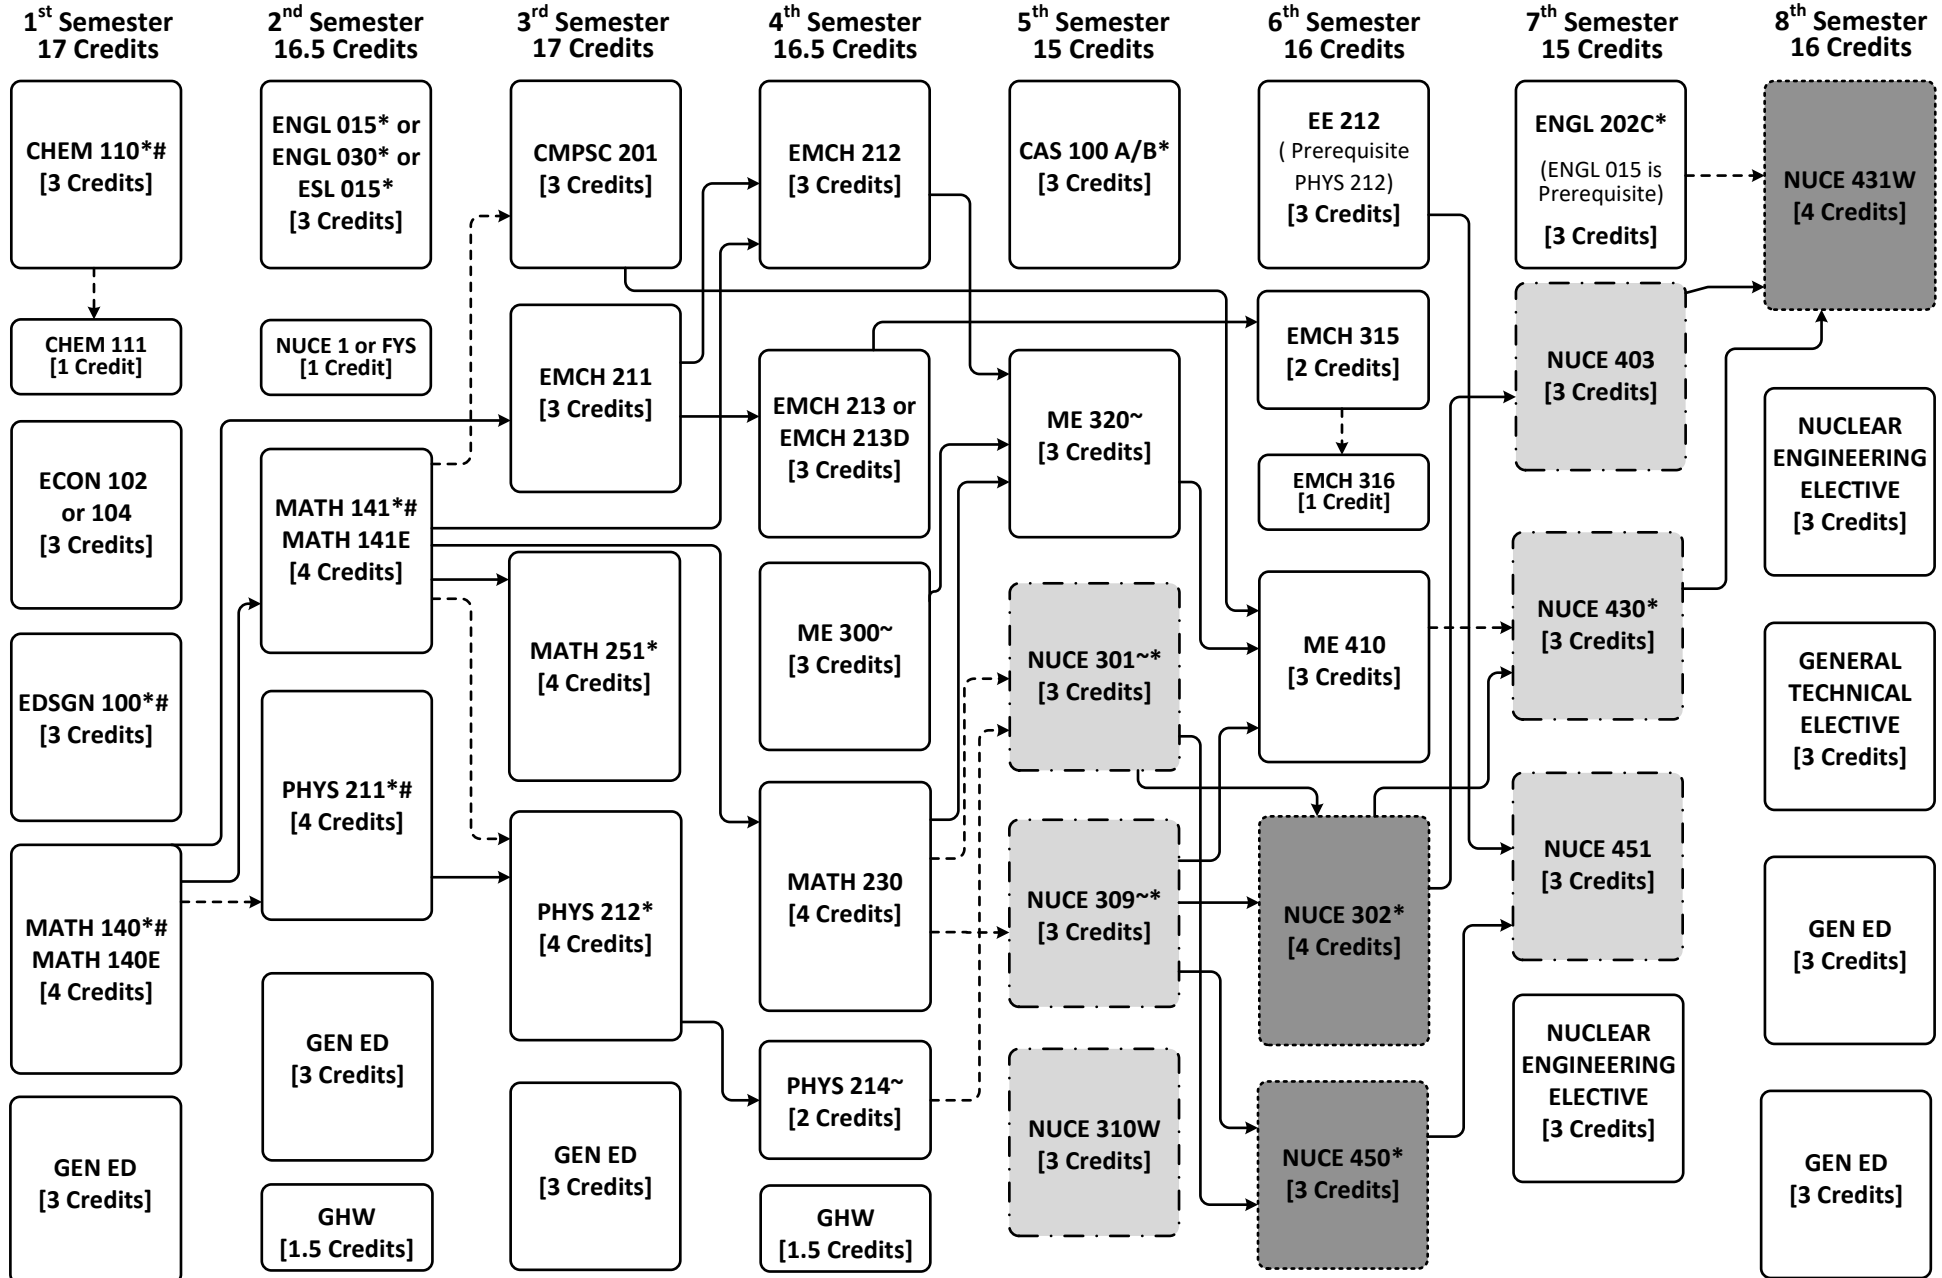 1st Semester
17 Credits
CHEM 110*#
[3 Credits]
CHEM 111
[1 Credit]
ECON 102
or 104
[3 Credits]
EDSGN 100*#
[3 Credits]
MATH 140*#
MATH 140E
[4 Credits]
GEN ED
[3 Credits]
2nd Semester
16.5 Credits
ENGL 015* or
ENGL 030* or
ESL 015*
[3 Credits]
NUCE 1 or FYS
[1 Credit]
MATH 141*#
MATH 141E
[4 Credits]
PHYS 211*#
[4 Credits]
GEN ED
[3 Credits]
GHW
[1.5 Credits]
3rd Semester
17 Credits
CMPSC 201
[3 Credits]
EMCH 211
[3 Credits]
MATH 251*
[4 Credits]
PHYS 212*
[4 Credits]
GEN ED
[3 Credits]
4th Semester
16.5 Credits
EMCH 212
[3 Credits]
EMCH 213 or
EMCH 213D
[3 Credits]
ME 300~
[3 Credits]
MATH 230
[4 Credits]
PHYS 214~
[2 Credits]
GHW
[1.5 Credits]
5th Semester
15 Credits
CAS 100 A/B*
[3 Credits]
ME 320~
[3 Credits]
NUCE 301~*
[3 Credits]
NUCE 309~*
[3 Credits]
NUCE 310W
[3 Credits]
6th Semester
16 Credits
EE 212
( Prerequisite
PHYS 212)
[3 Credits]
EMCH 315
[2 Credits]
EMCH 316
[1 Credit]
ME 410
[3 Credits]
NUCE 302*
[4 Credits]
NUCE 450*
[3 Credits]
7th Semester
15 Credits
ENGL 202C*
(ENGL 015 is
Prerequisite)
[3 Credits]
NUCE 403
[3 Credits]
NUCE 430*
[3 Credits]
NUCE 451
[3 Credits]
NUCLEAR
ENGINEERING
ELECTIVE
[3 Credits]
8th Semester
16 Credits
NUCE 431W
[4 Credits]
NUCLEAR
ENGINEERING
ELECTIVE
[3 Credits]
GENERAL
TECHNICAL
ELECTIVE
[3 Credits]
GEN ED
[3 Credits]
GEN ED
[3 Credits]